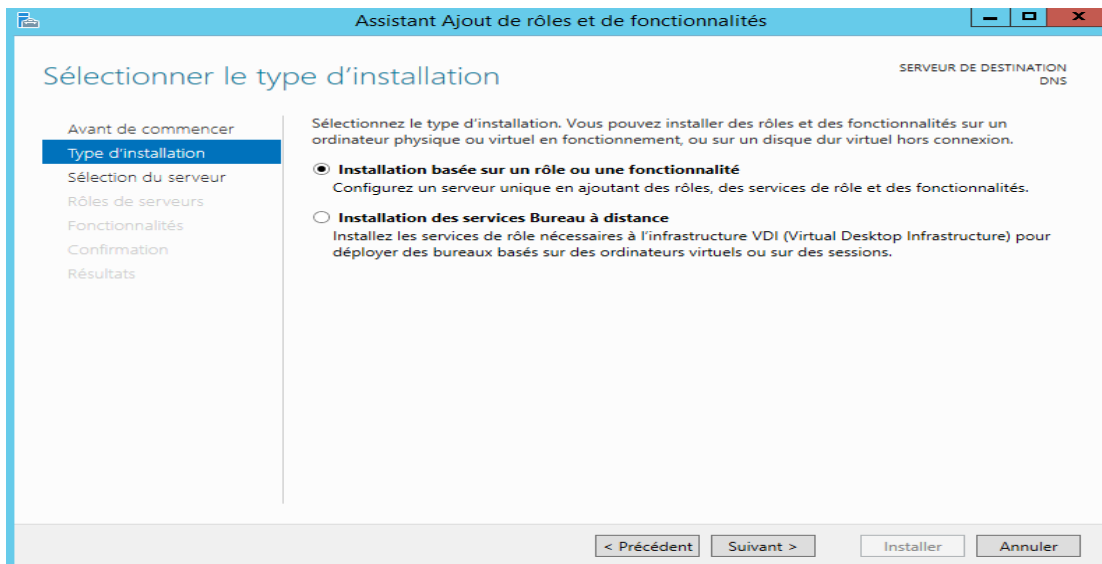 Assistant Ajout de rôles et de fonctionnalités
Sélectionner le type d'installation
SERVEUR DE DESTINATION
DNS
Avant de commencer
Type d'installation
Sélection du serveur
Rôles de serveurs
Fonctionnalités
Confirmation
Résultats
Sélectionnez le type d'installation. Vous pouvez installer des rôles et des fonctionnalités sur un
ordinateur physique ou virtuel en fonctionnement, ou sur un disque dur virtuel hors connexion.
Installation basée sur un rôle ou une fonctionnalité
Configurez un serveur unique en ajoutant des rôles, des services de rôle et des fonctionnalités.
Installation des services Bureau à distance
Installez les services de rôle nécessaires à l'infrastructure VDI (Virtual Desktop Infrastructure) pour
déployer des bureaux basés sur des ordinateurs virtuels ou sur des sessions.
< Précédent Suivant > Installer Annuler